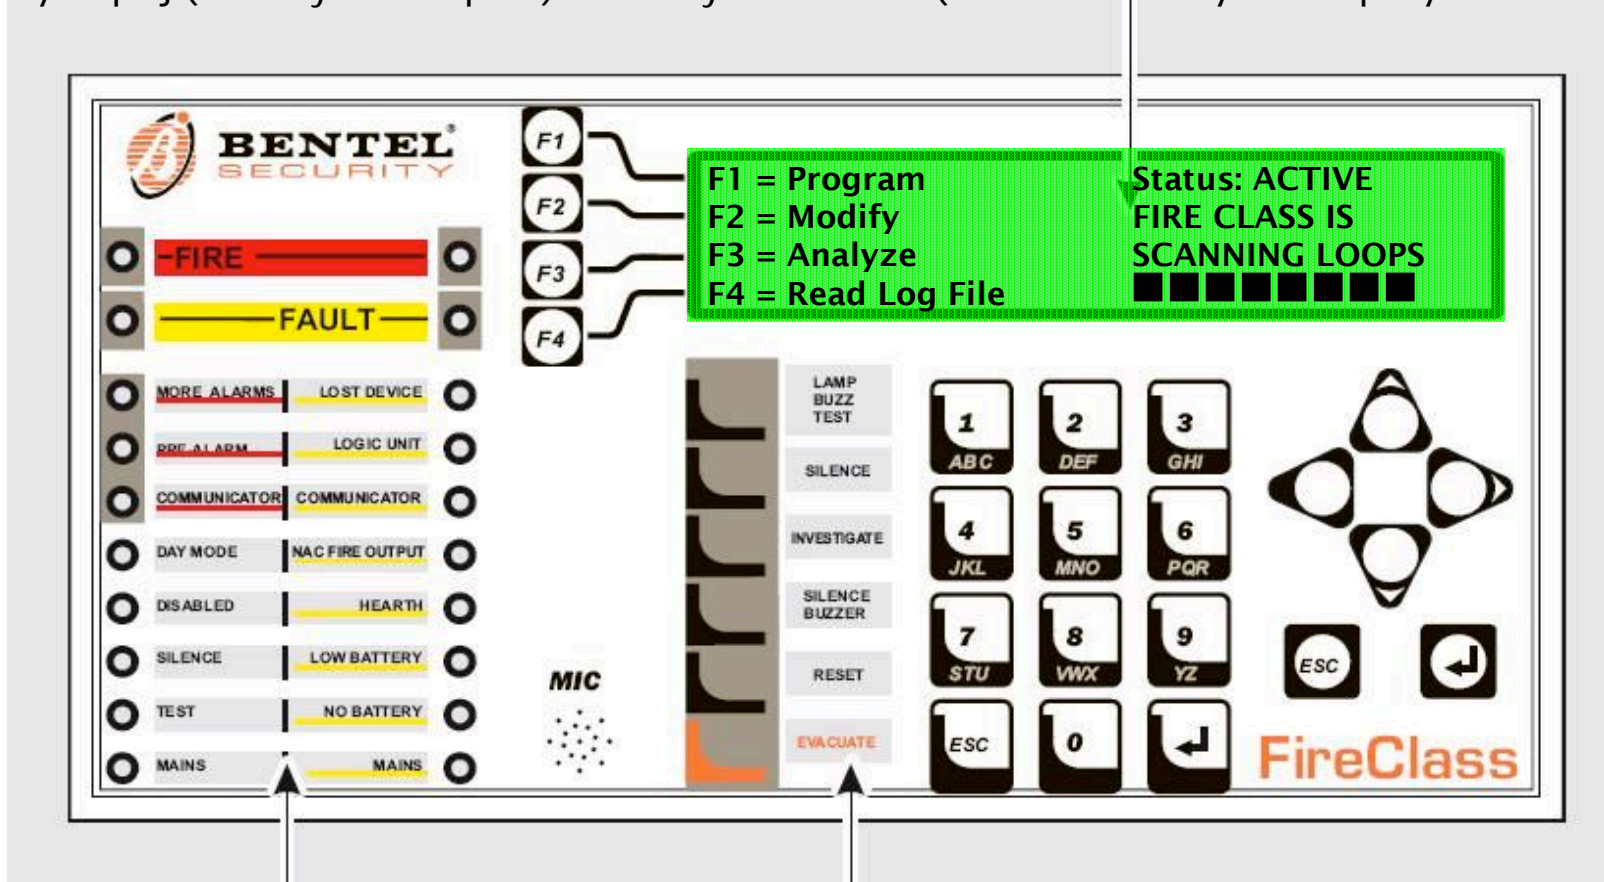 BENTEL®
SECURITY
F1
F2
F3
F4
F1 = Program
F2 = Modify
F3 = Analyze
F4 = Read Log File
Status: ACTIVE
FIRE CLASS IS
SCANNING LOOPS
FIRE
FAULT
MORE ALARMS
LOST DEVICE
PRE-ALARM
LOGIC UNIT
COMMUNICATOR
COMMUNICATOR
DAY MODE
NAC FIRE OUTPUT
DISABLED
HEARTH
SILENCE
LOW BATTERY
TEST
NO BATTERY
MAINS
MAINS
MIC
LAMP
BUZZ
TEST
SILENCE
INVESTIGATE
SILENCE
BUZZER
RESET
EVACUATE
1
ABC
2
DEF
3
GHI
4
JKL
5
MNO
6
PQR
7
STU
8
VWX
9
YZ
ESC
0
ESC
FireClass